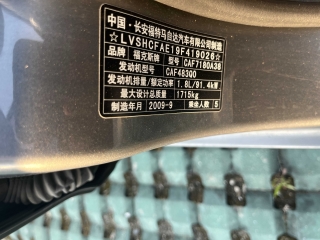 中国·长安福特马自达汽车有限公司制造
☆LVSHCFAE19F419026☆
品牌 福克斯牌 型号 CAF7180A38
发动机型号 CAF483Q0
发动机排量/额定功率 1.8L/91.4kW
最大设计总质量 1715kg
制造年月 2009-9 乘坐人数 5